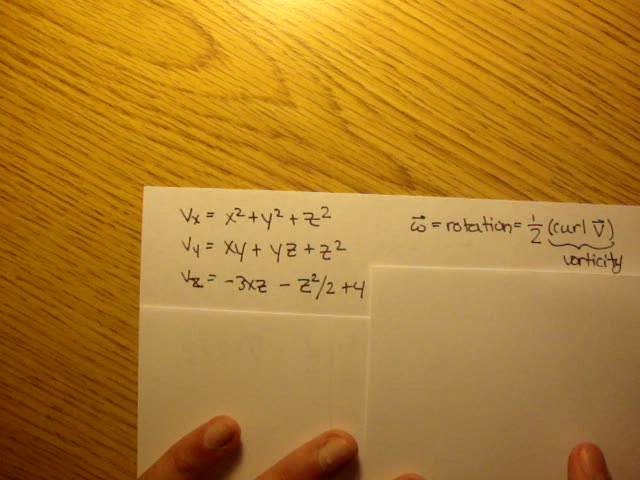 Vx = x² + y² + z²
Vy = xy + yz + z²
Vz = -3xz - z²/2 + 4
ω⃗ = rotation = 1/2 (curl V⃗)
vorticity